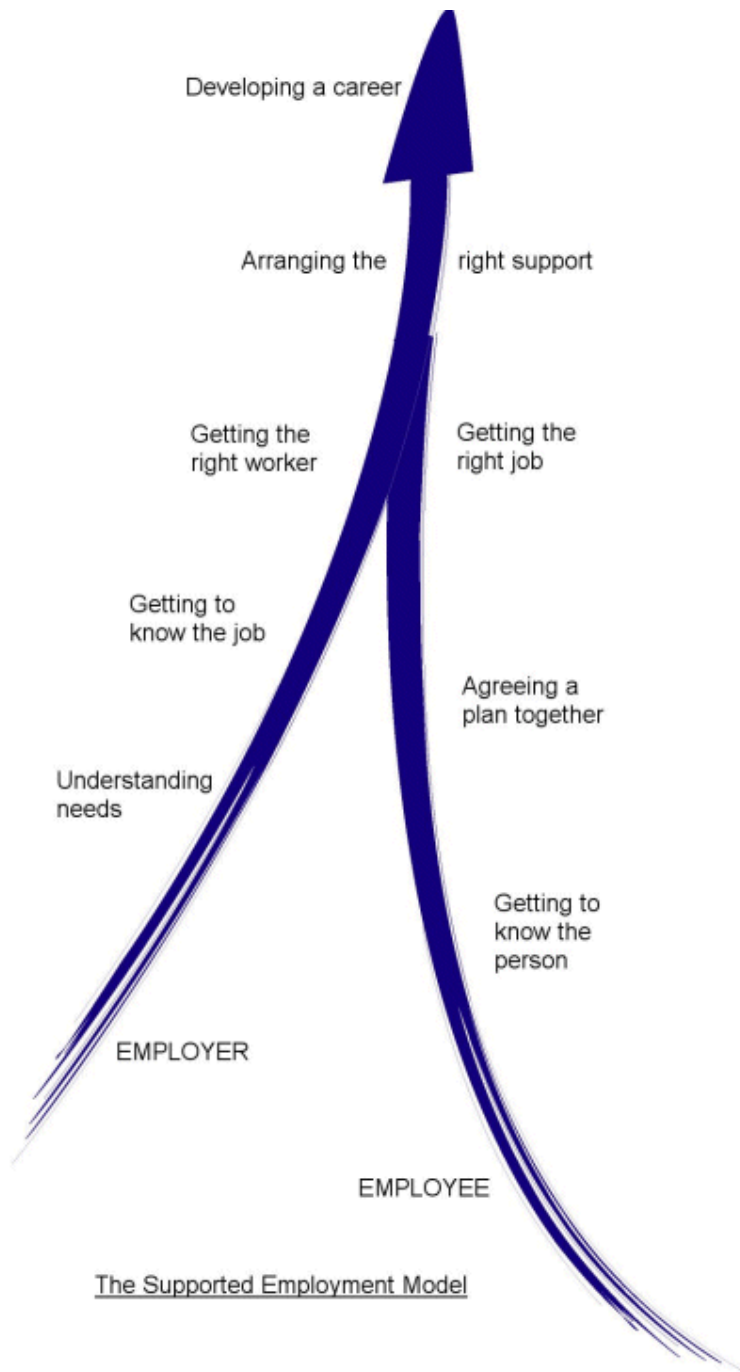 Developing a career
Arranging the right support
Getting the
right worker
Getting the
right job
Getting to
know the job
Agreeing a
plan together
Understanding
needs
Getting to
know the
person
EMPLOYER
EMPLOYEE
The Supported Employment Model